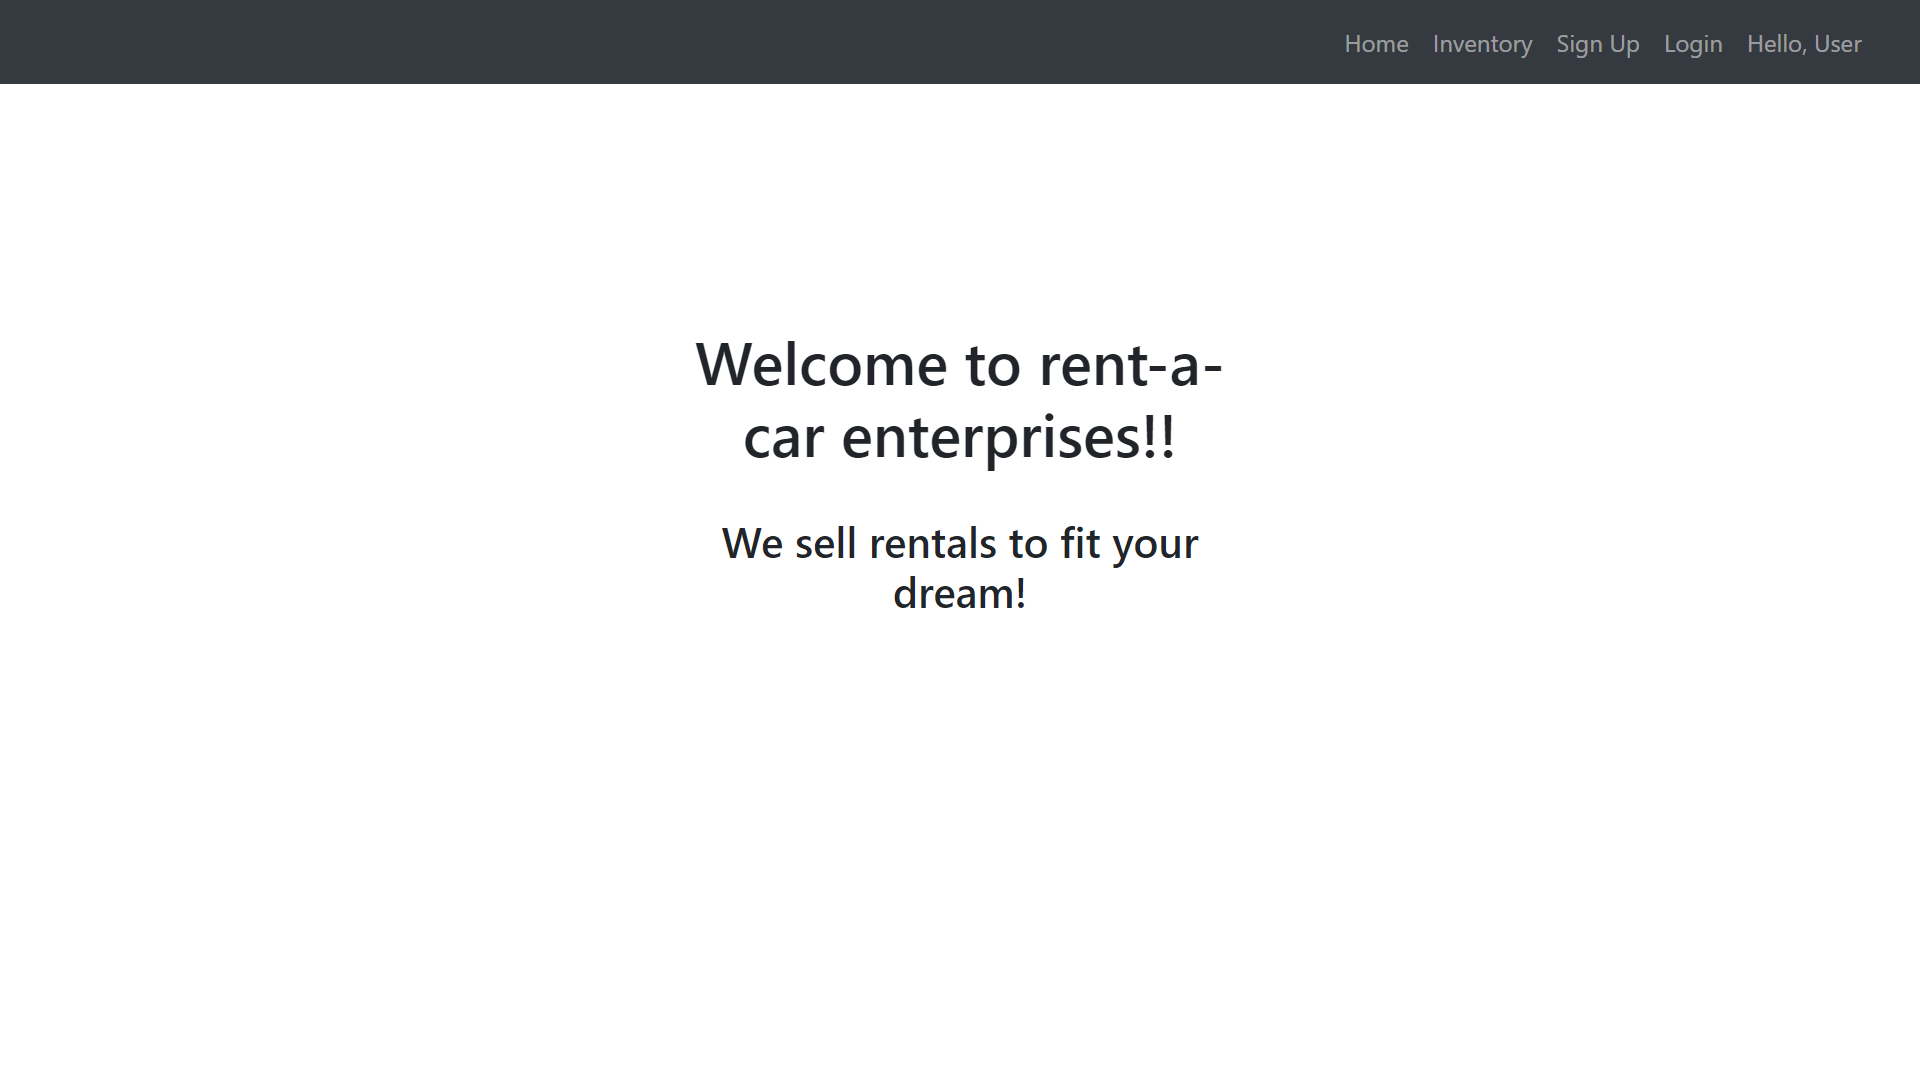 Home Inventory Sign Up Login Hello, User
Welcome to rent-a-
car enterprises!!
We sell rentals to fit your
dream!